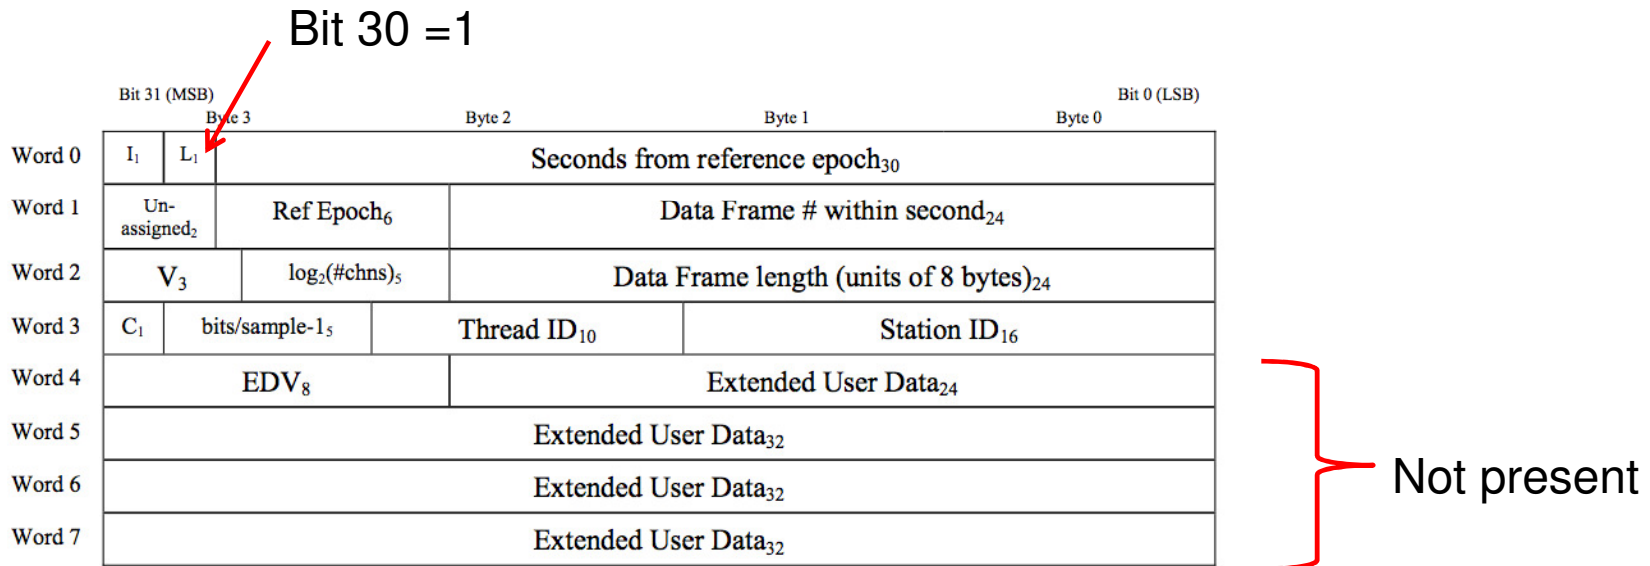 Bit 30 =1
Bit 31 (MSB) Bit 0 (LSB)
Byte 3 Byte 2 Byte 1 Byte 0
Word 0 I₁ L₁ Seconds from reference epoch₃₀
Word 1 Un-assigned₂ Ref Epoch₆ Data Frame # within second₂₄
Word 2 V₃ log₂(#chns)₅ Data Frame length (units of 8 bytes)₂₄
Word 3 C₁ bits/sample-1₅ Thread ID₁₀ Station ID₁₆
Word 4 EDV₈ Extended User Data₂₄
Word 5 Extended User Data₃₂
Word 6 Extended User Data₃₂
Word 7 Extended User Data₃₂
Not present